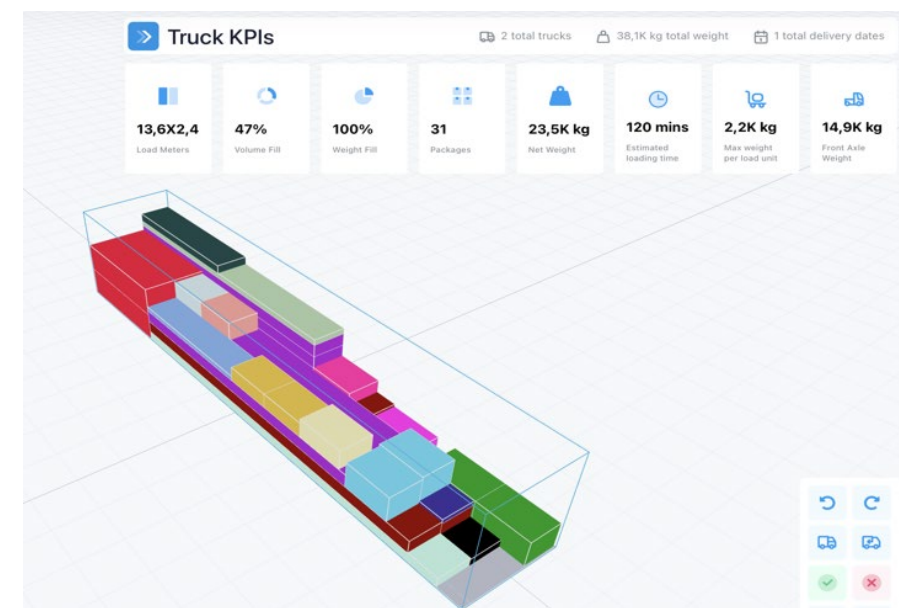 Truck KPIs
2 total trucks
38,1K kg total weight
1 total delivery dates
13,6X2,4
Load Meters
47%
Volume Fill
100%
Weight Fill
31
Packages
23,5K kg
Net Weight
120 mins
Estimated
loading time
2,2K kg
Max weight
per load unit
14,9K kg
Front Axle
Weight